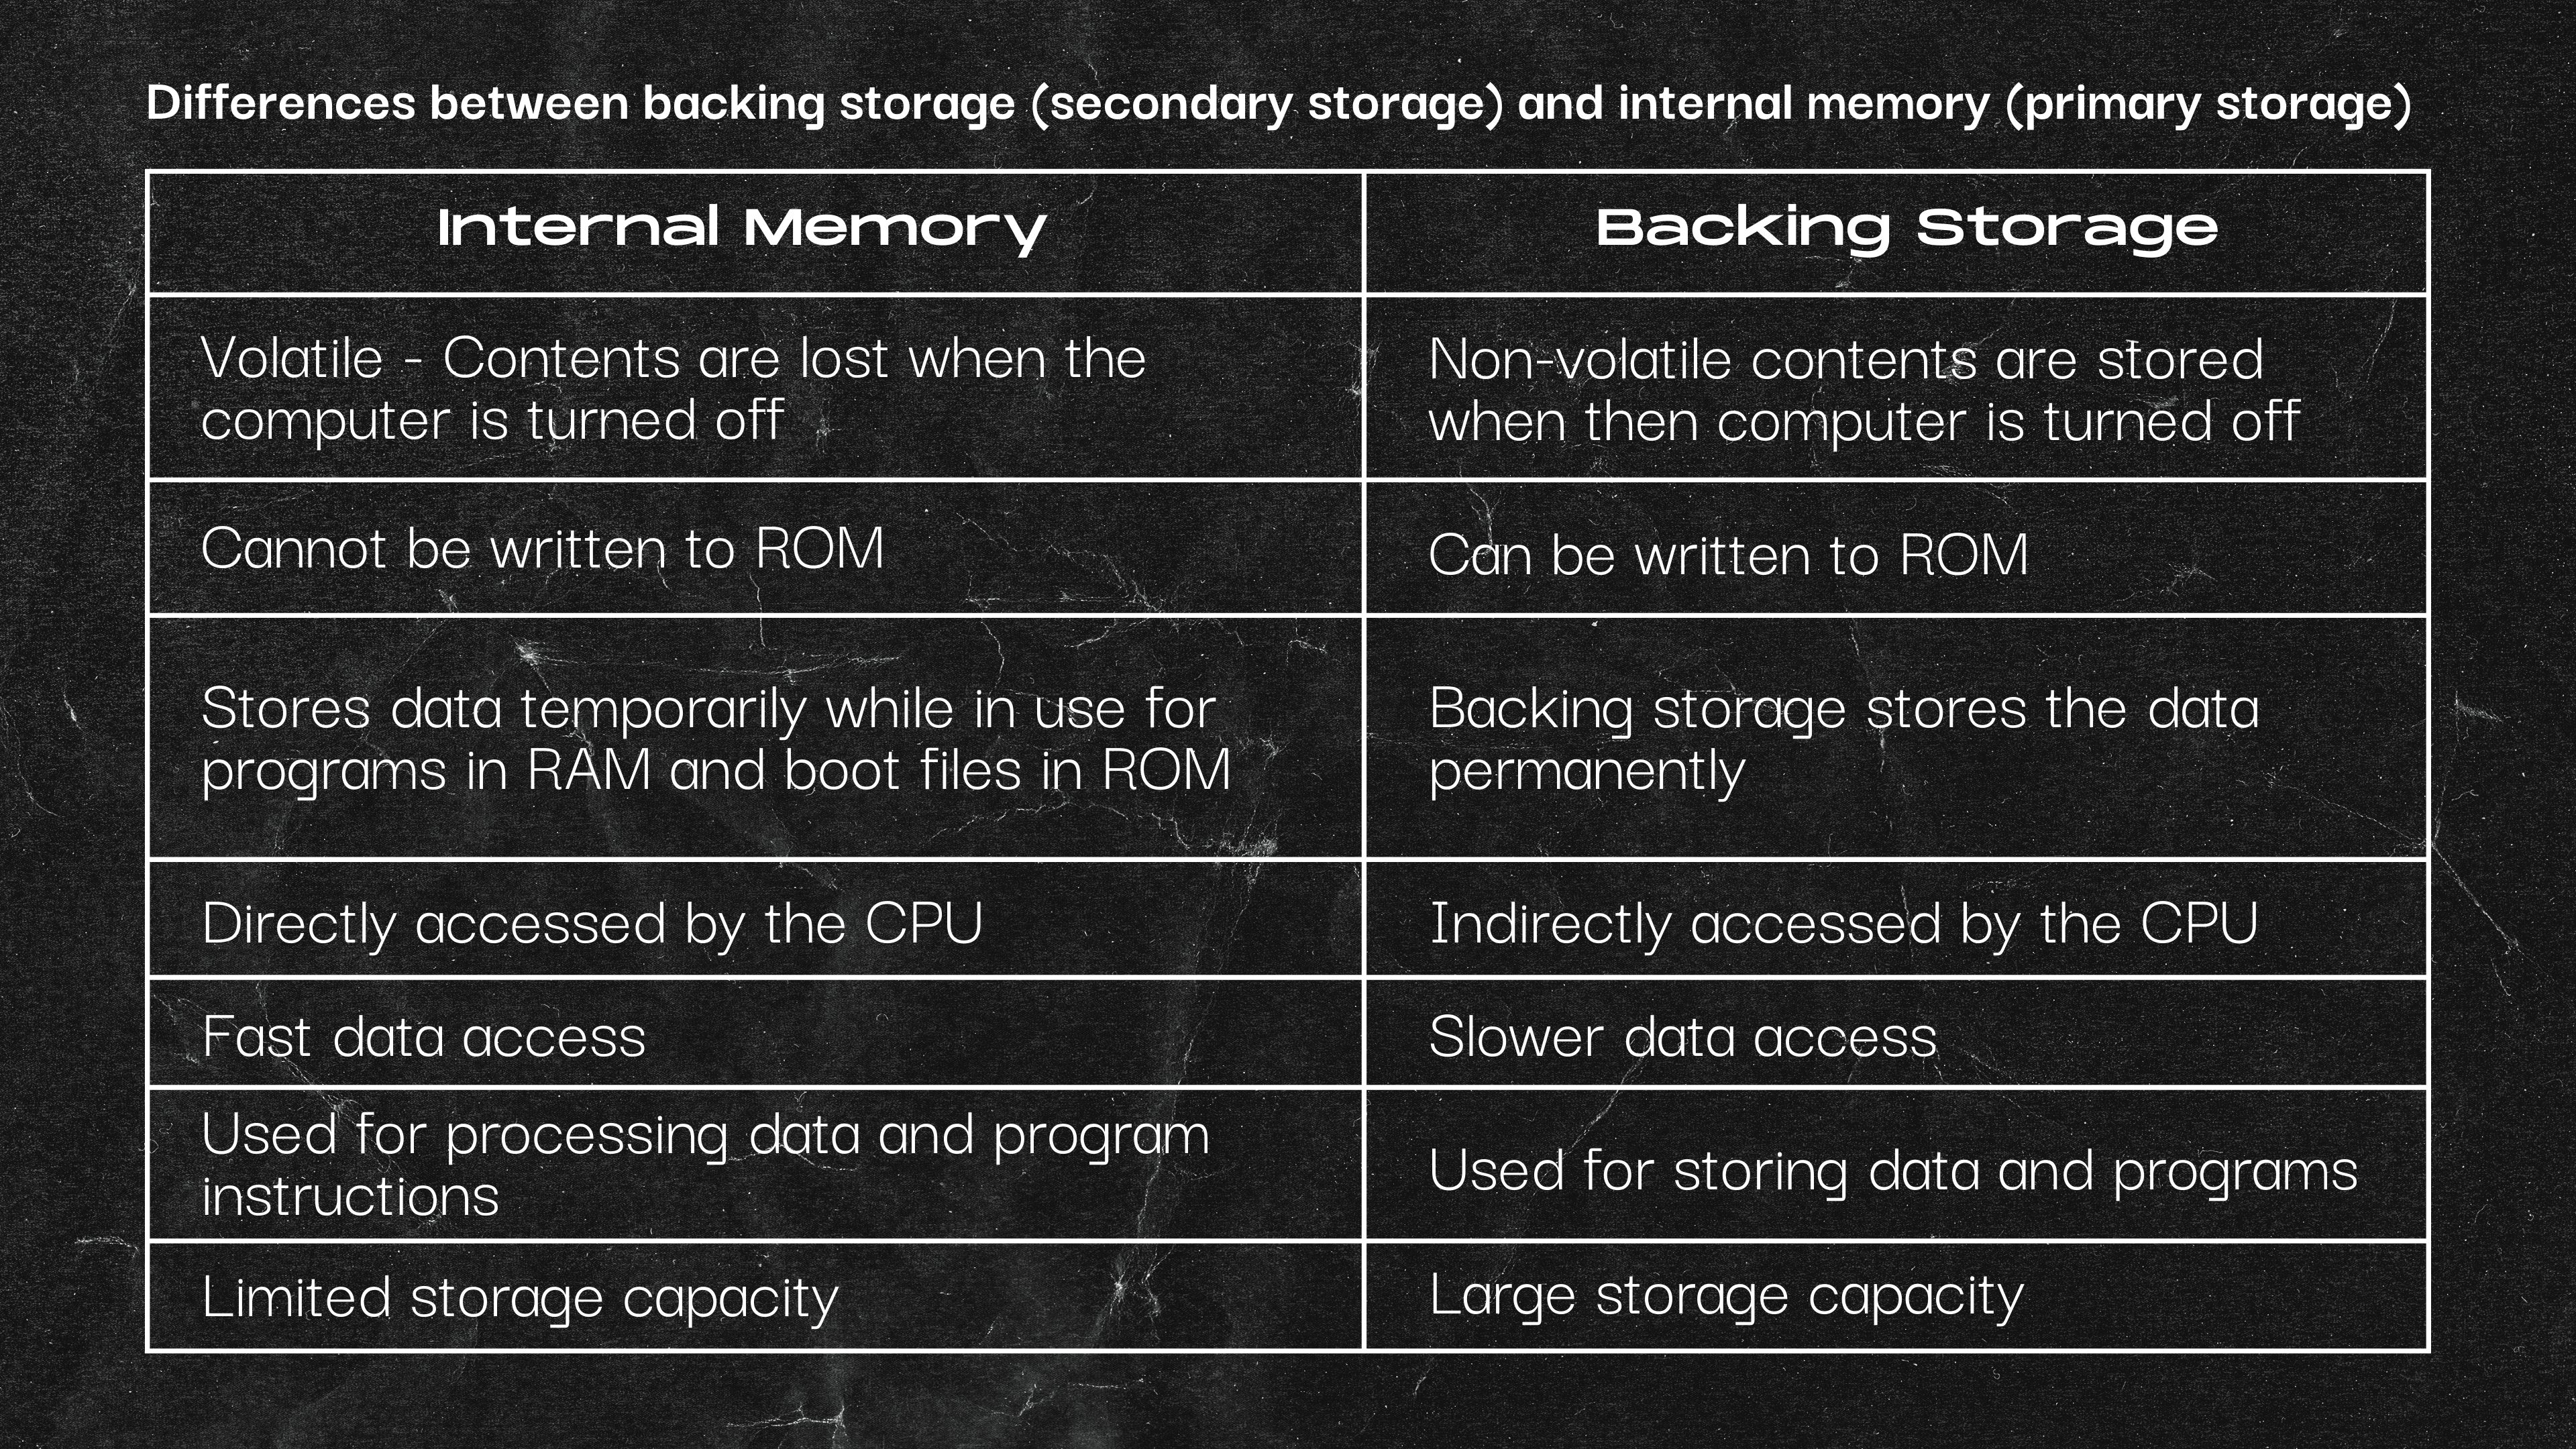 Differences between backing storage (secondary storage) and internal memory (primary storage)
Internal Memory
Backing Storage
Volatile - Contents are lost when the
computer is turned off
Non-volatile contents are stored
when then computer is turned off
Cannot be written to ROM
Can be written to ROM
Stores data temporarily while in use for
programs in RAM and boot files in ROM
Backing storage stores the data
permanently
Directly accessed by the CPU
Indirectly accessed by the CPU
Fast data access
Slower data access
Used for processing data and program
instructions
Used for storing data and programs
Limited storage capacity
Large storage capacity